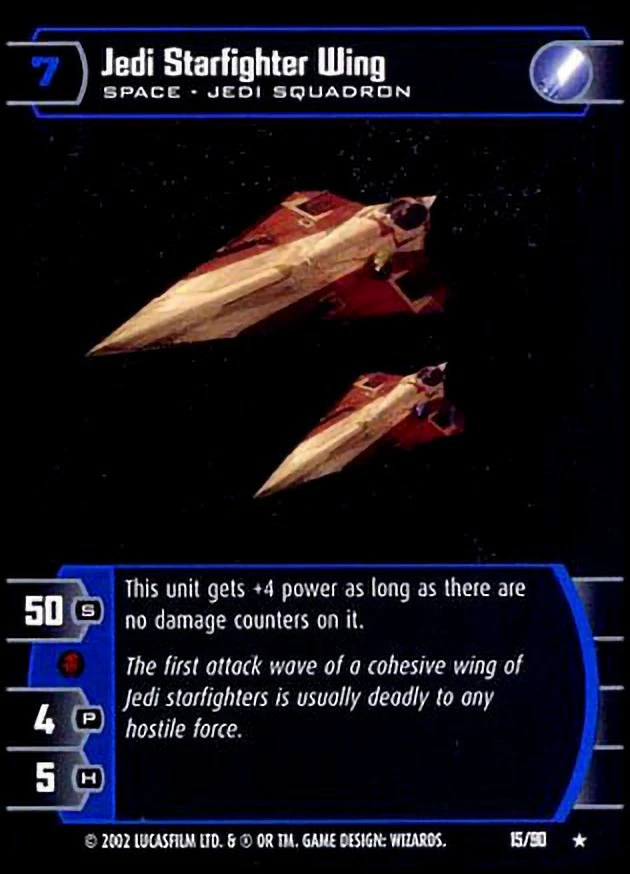 7
Jedi Starfighter Wing
SPACE · JEDI SQUADRON
50 S
This unit gets +4 power as long as there are
no damage counters on it.
The first attack wave of a cohesive wing of
Jedi starfighters is usually deadly to any
hostile force.
4 P
5 H
© 2002 LUCASFILM LTD. & ® OR TM. GAME DESIGN: WIZARDS.
15/90 ★